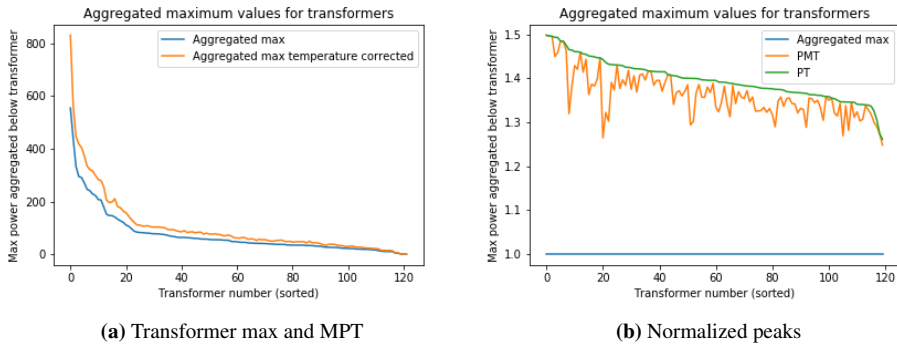 Aggregated maximum values for transformers
Max power aggregated below transformer
800
600
400
200
0
Aggregated max
Aggregated max temperature corrected
0 20 40 60 80 100 120
Transformer number (sorted)
(a) Transformer max and MPT
Aggregated maximum values for transformers
Max power aggregated below transformer
1.5
1.4
1.3
1.2
1.1
1.0
Aggregated max
PMT
PT
0 20 40 60 80 100 120
Transformer number (sorted)
(b) Normalized peaks